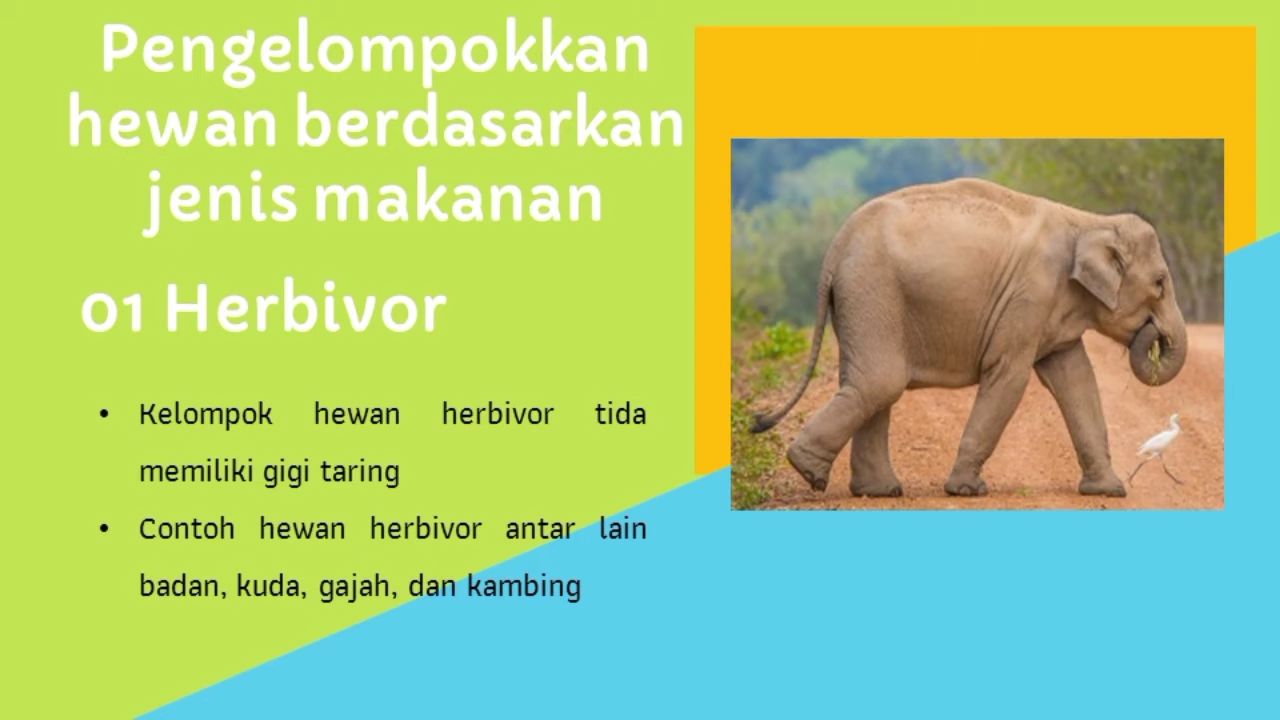 Pengelompokkan
hewan berdasarkan
jenis makanan
01 Herbivor
• Kelompok hewan herbivor tida
memiliki gigi taring
• Contoh hewan herbivor antar lain
badan, kuda, gajah, dan kambing